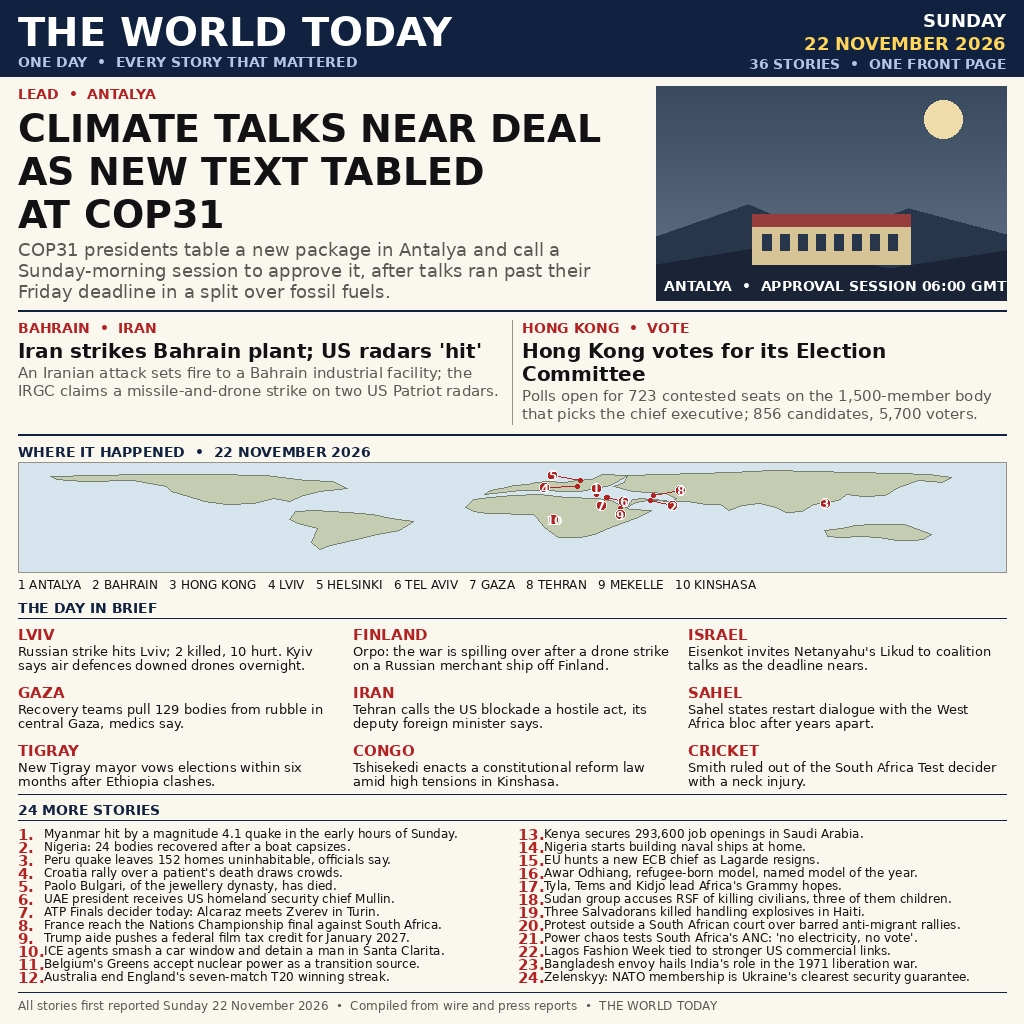 THE WORLD TODAY
ONE DAY • EVERY STORY THAT MATTERED
SUNDAY
22 NOVEMBER 2026
36 STORIES • ONE FRONT PAGE
LEAD • ANTALYA
CLIMATE TALKS NEAR DEAL
AS NEW TEXT TABLED
AT COP31
COP31 presidents table a new package in Antalya and call a
Sunday-morning session to approve it, after talks ran past their
Friday deadline in a split over fossil fuels.
ANTALYA • APPROVAL SESSION 06:00 GMT
BAHRAIN • IRAN
Iran strikes Bahrain plant; US radars 'hit'
An Iranian attack sets fire to a Bahrain industrial facility; the
IRGC claims a missile-and-drone strike on two US Patriot radars.
HONG KONG • VOTE
Hong Kong votes for its Election
Committee
Polls open for 723 contested seats on the 1,500-member body
that picks the chief executive; 856 candidates, 5,700 voters.
WHERE IT HAPPENED • 22 NOVEMBER 2026
5
4
1
8
6
7
2
3
9
10
1 ANTALYA 2 BAHRAIN 3 HONG KONG 4 LVIV 5 HELSINKI 6 TEL AVIV 7 GAZA 8 TEHRAN 9 MEKELLE 10 KINSHASA
THE DAY IN BRIEF
LVIV
Russian strike hits Lviv; 2 killed, 10 hurt. Kyiv
says air defences downed drones overnight.
FINLAND
Orpo: the war is spilling over after a drone strike
on a Russian merchant ship off Finland.
ISRAEL
Eisenkot invites Netanyahu's Likud to coalition
talks as the deadline nears.
GAZA
Recovery teams pull 129 bodies from rubble in
central Gaza, medics say.
IRAN
Tehran calls the US blockade a hostile act, its
deputy foreign minister says.
SAHEL
Sahel states restart dialogue with the West
Africa bloc after years apart.
TIGRAY
New Tigray mayor vows elections within six
months after Ethiopia clashes.
CONGO
Tshisekedi enacts a constitutional reform law
amid high tensions in Kinshasa.
CRICKET
Smith ruled out of the South Africa Test decider
with a neck injury.
24 MORE STORIES
1. Myanmar hit by a magnitude 4.1 quake in the early hours of Sunday.
2. Nigeria: 24 bodies recovered after a boat capsizes.
3. Peru quake leaves 152 homes uninhabitable, officials say.
4. Croatia rally over a patient's death draws crowds.
5. Paolo Bulgari, of the jewellery dynasty, has died.
6. UAE president receives US homeland security chief Mullin.
7. ATP Finals decider today: Alcaraz meets Zverev in Turin.
8. France reach the Nations Championship final against South Africa.
9. Trump aide pushes a federal film tax credit for January 2027.
10. ICE agents smash a car window and detain a man in Santa Clarita.
11. Belgium's Greens accept nuclear power as a transition source.
12. Australia end England's seven-match T20 winning streak.
13. Kenya secures 293,600 job openings in Saudi Arabia.
14. Nigeria starts building naval ships at home.
15. EU hunts a new ECB chief as Lagarde resigns.
16. Awar Odhiang, refugee-born model, named model of the year.
17. Tyla, Tems and Kidjo lead Africa's Grammy hopes.
18. Sudan group accuses RSF of killing civilians, three of them children.
19. Three Salvadorans killed handling explosives in Haiti.
20. Protest outside a South African court over barred anti-migrant rallies.
21. Power chaos tests South Africa's ANC: 'no electricity, no vote'.
22. Lagos Fashion Week tied to stronger US commercial links.
23. Bangladesh envoy hails India's role in the 1971 liberation war.
24. Zelenskyy: NATO membership is Ukraine's clearest security guarantee.
All stories first reported Sunday 22 November 2026 • Compiled from wire and press reports • THE WORLD TODAY